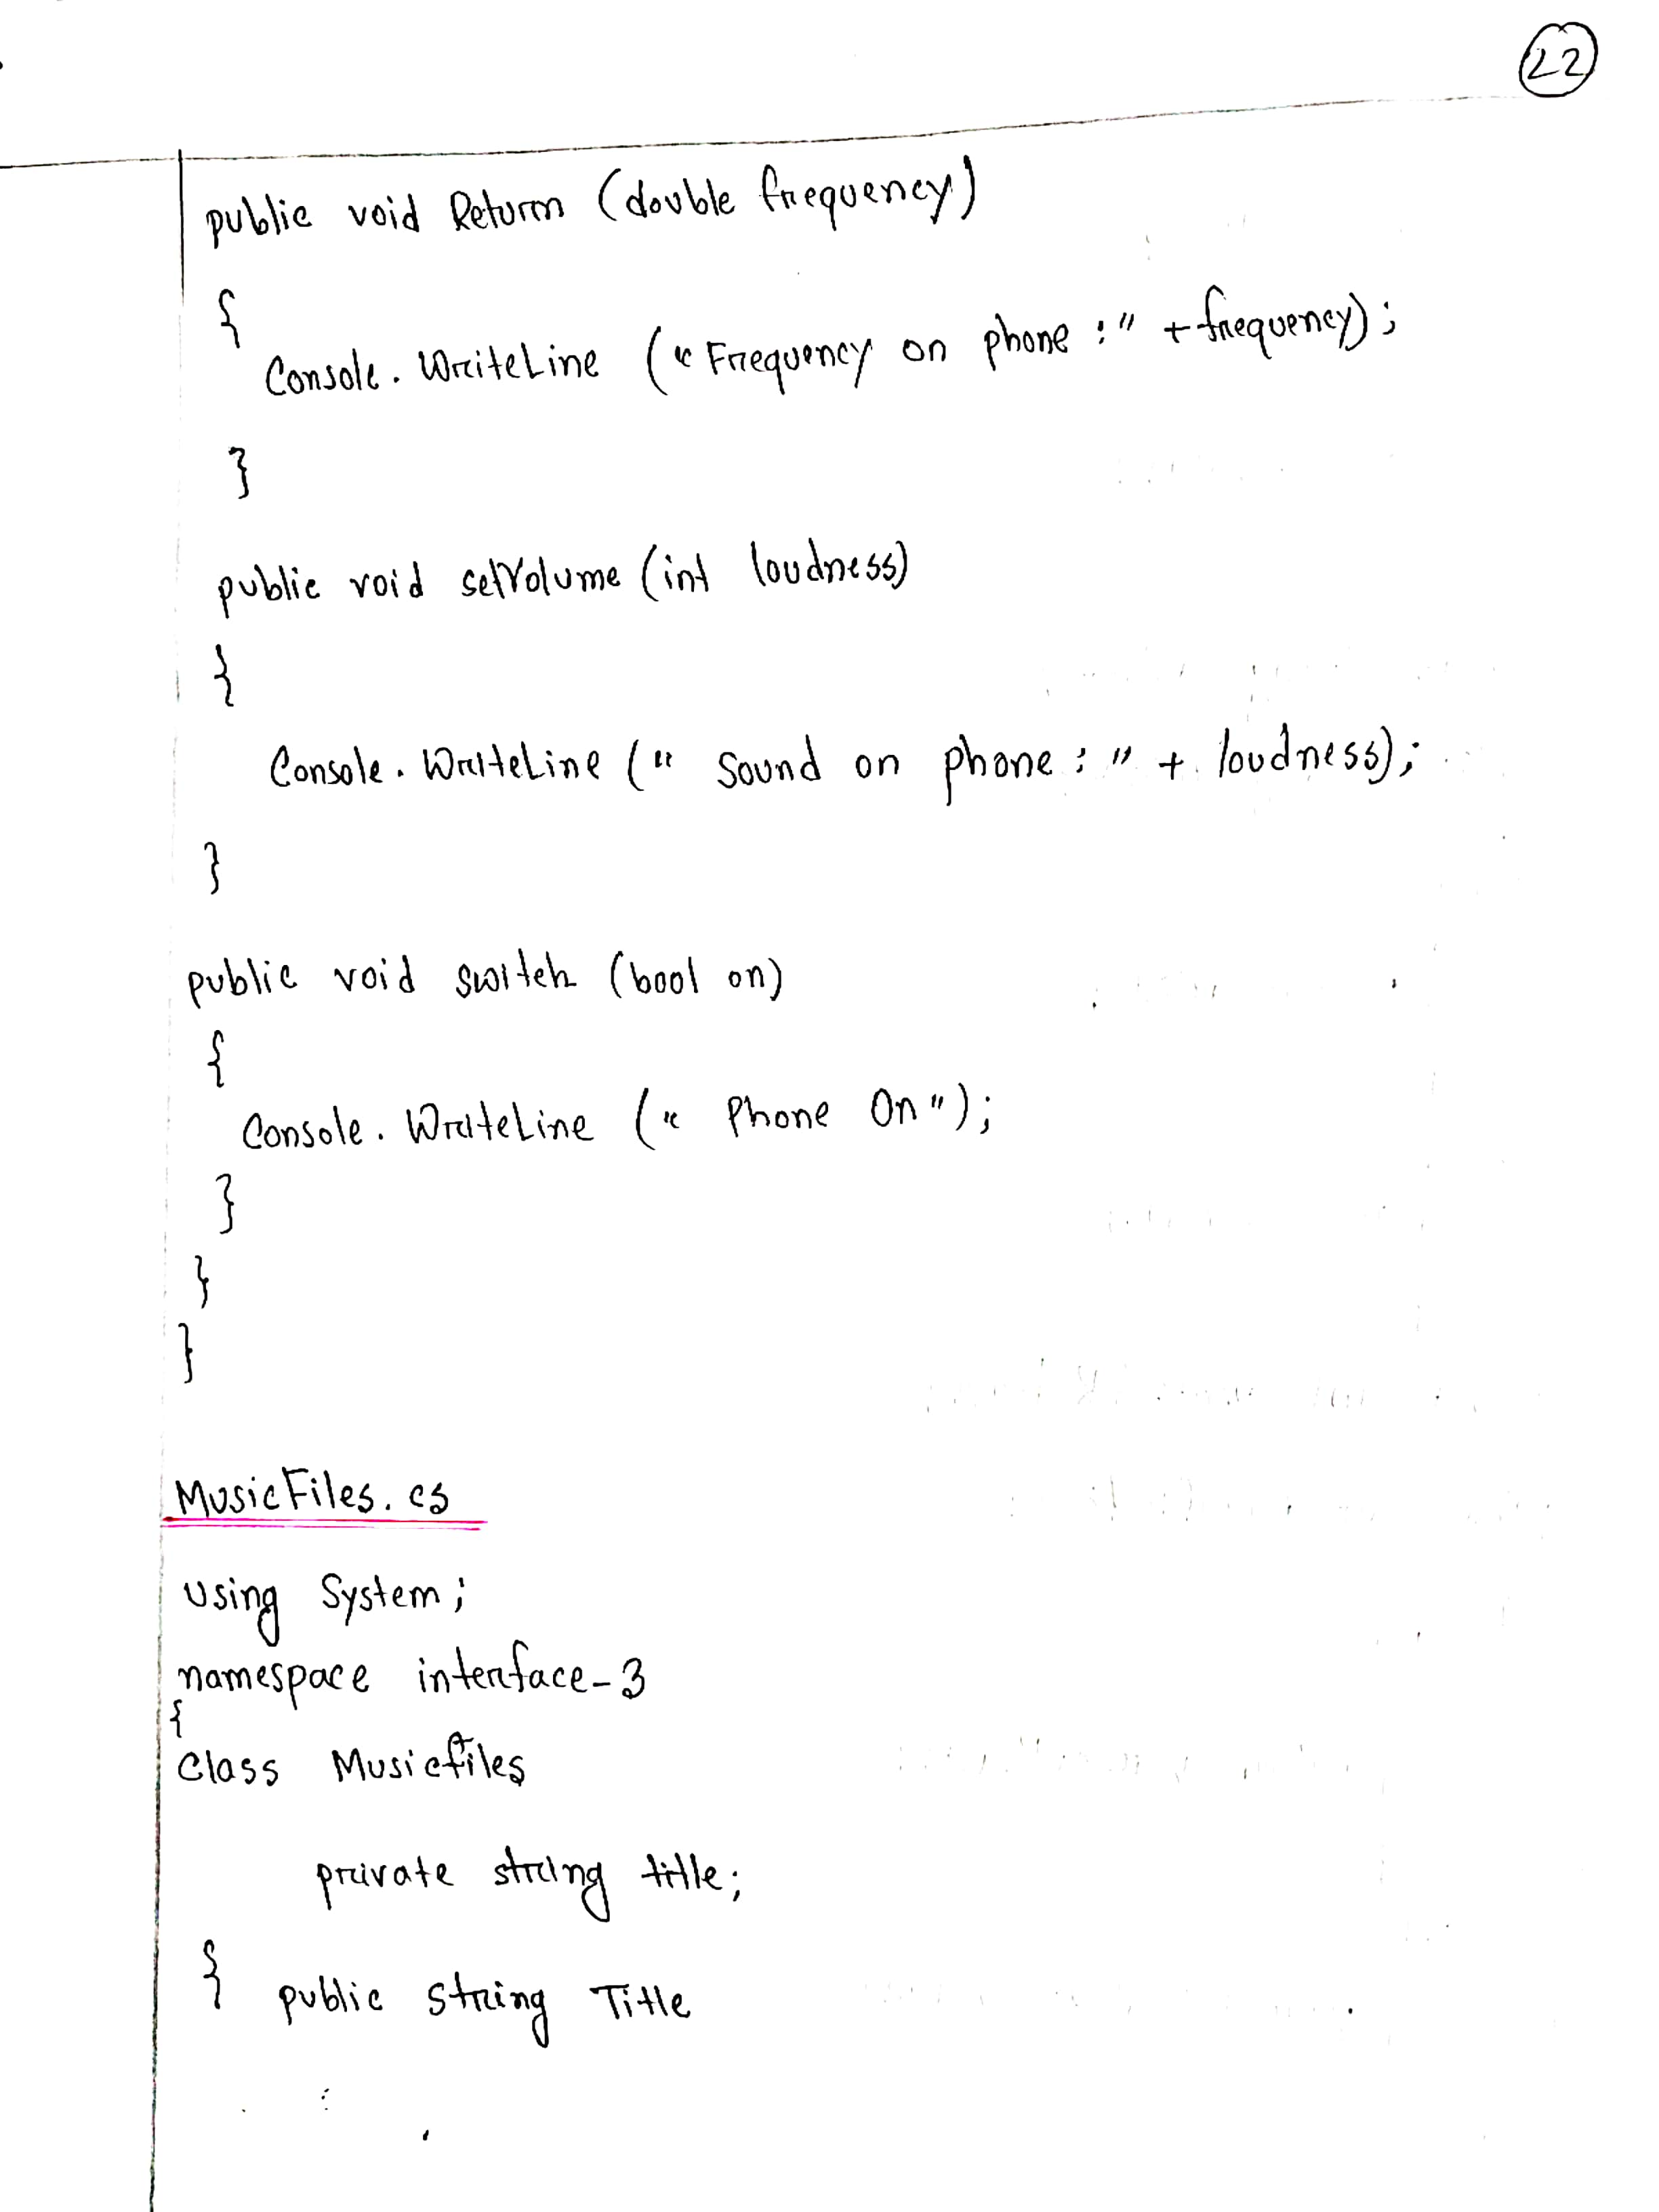 22
public void Return (double frequency)
{
Console. WriteLine (“Frequency on phone :” + frequency);
}
public void setVolume (int loudness)
{
Console. WriteLine (“ Sound on phone : ” + loudness);
}
public void switch (bool on)
{
Console. WriteLine (“ Phone On”);
}
}
}
MusicFiles. cs
using System;
namespace interface-3
{
Class Musicfiles
private string title;
{ public string Title